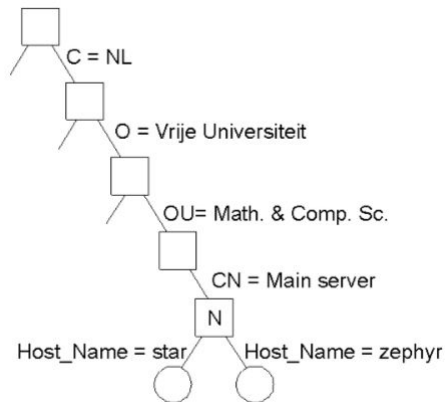 C = NL
O = Vrije Universiteit
OU= Math. & Comp. Sc.
CN = Main server
N
Host_Name = star
Host_Name = zephyr